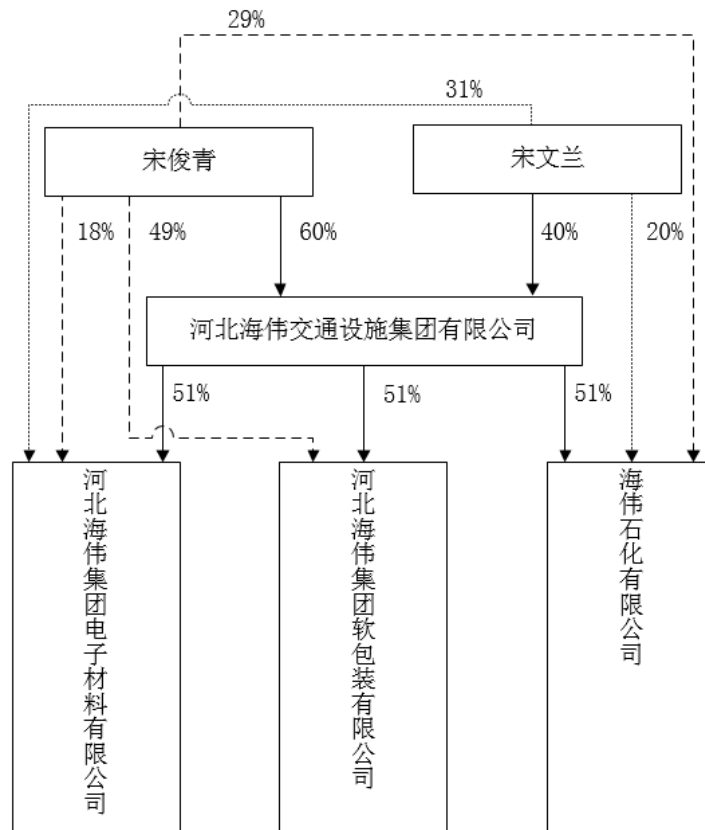 29%
31%
宋俊青
宋文兰
18%
49%
60%
40%
20%
河北海伟交通设施集团有限公司
51%
51%
51%
河北海伟集团电子材料有限公司
河北海伟集团软包装有限公司
海伟石化有限公司